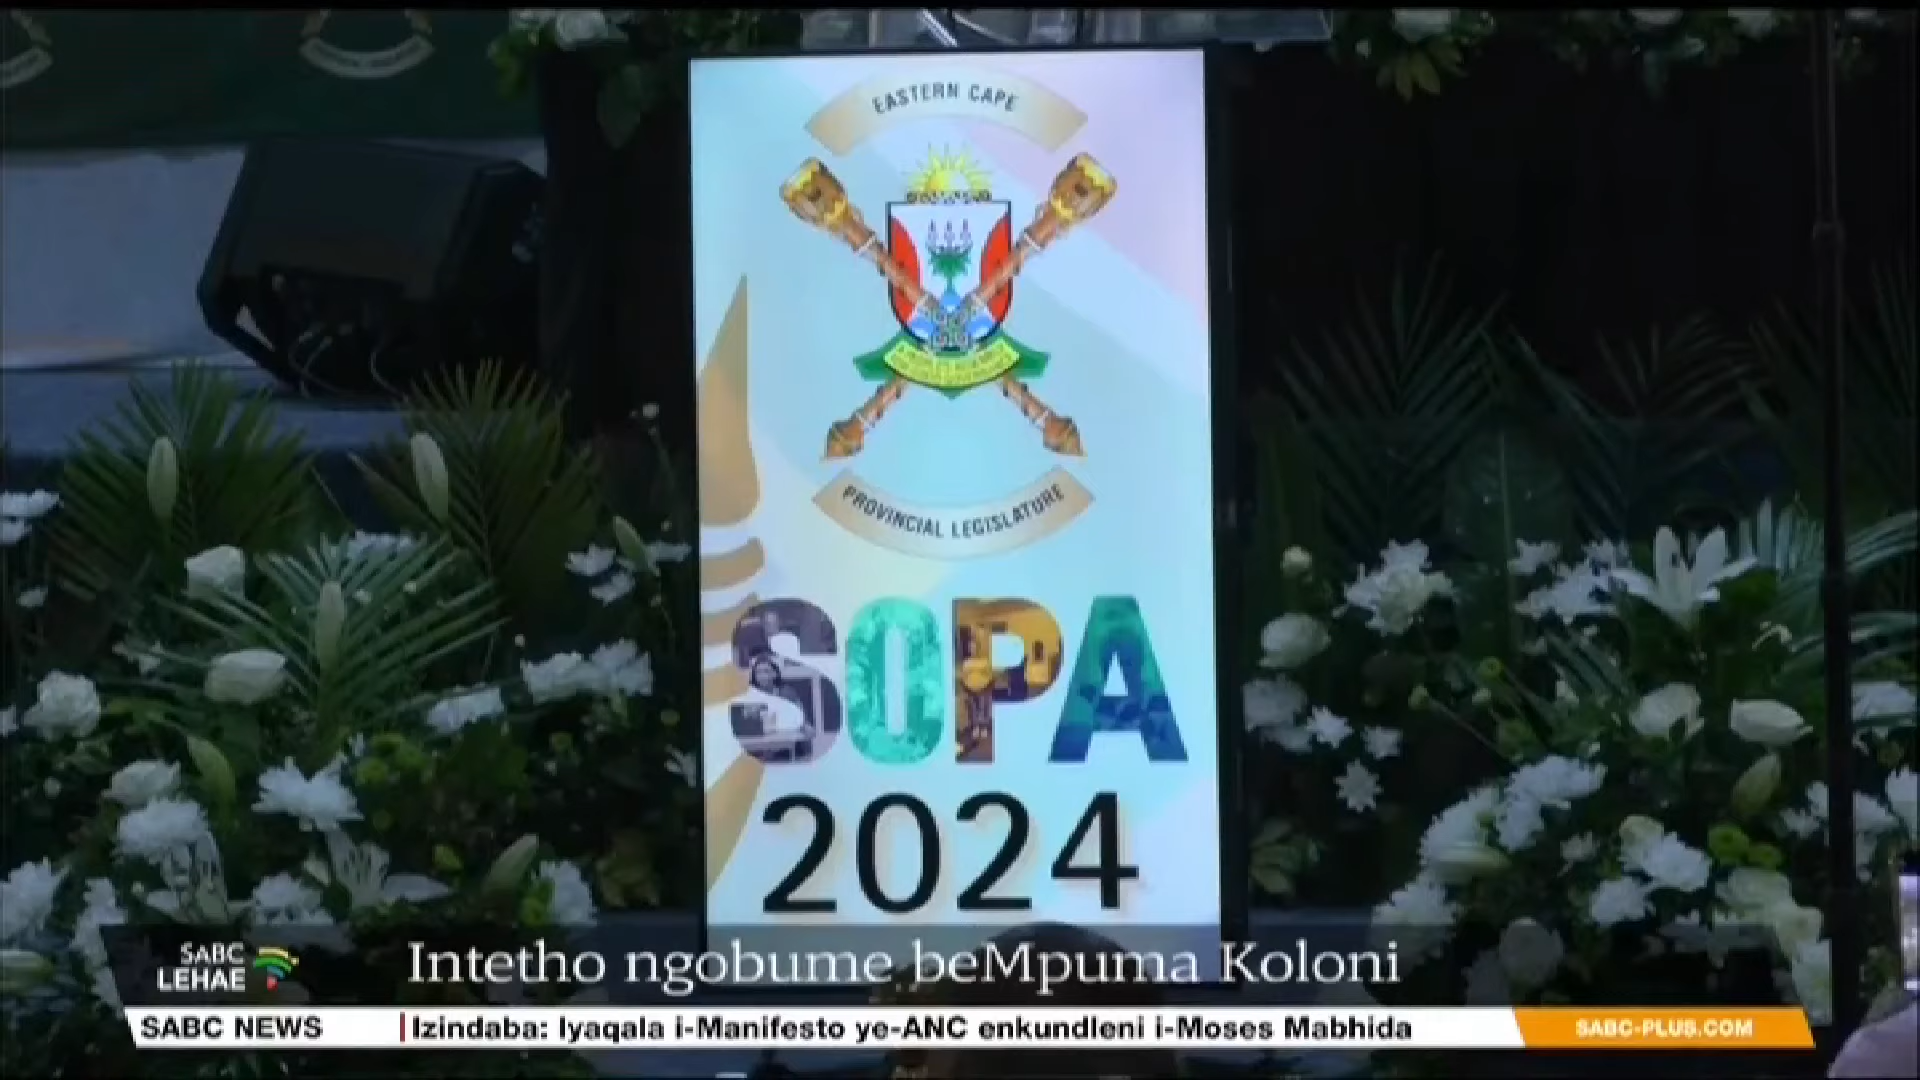 EASTERN CAPE
PROVINCIAL LEGISLATURE
SOPA
2024
SABC
LEHAE
Intetho ngobume beMpuma Koloni
SABC NEWS
Izindaba: Iyaqala i-Manifesto ye-ANC enkundleni i-Moses Mabhida
SABC-PLUS.COM